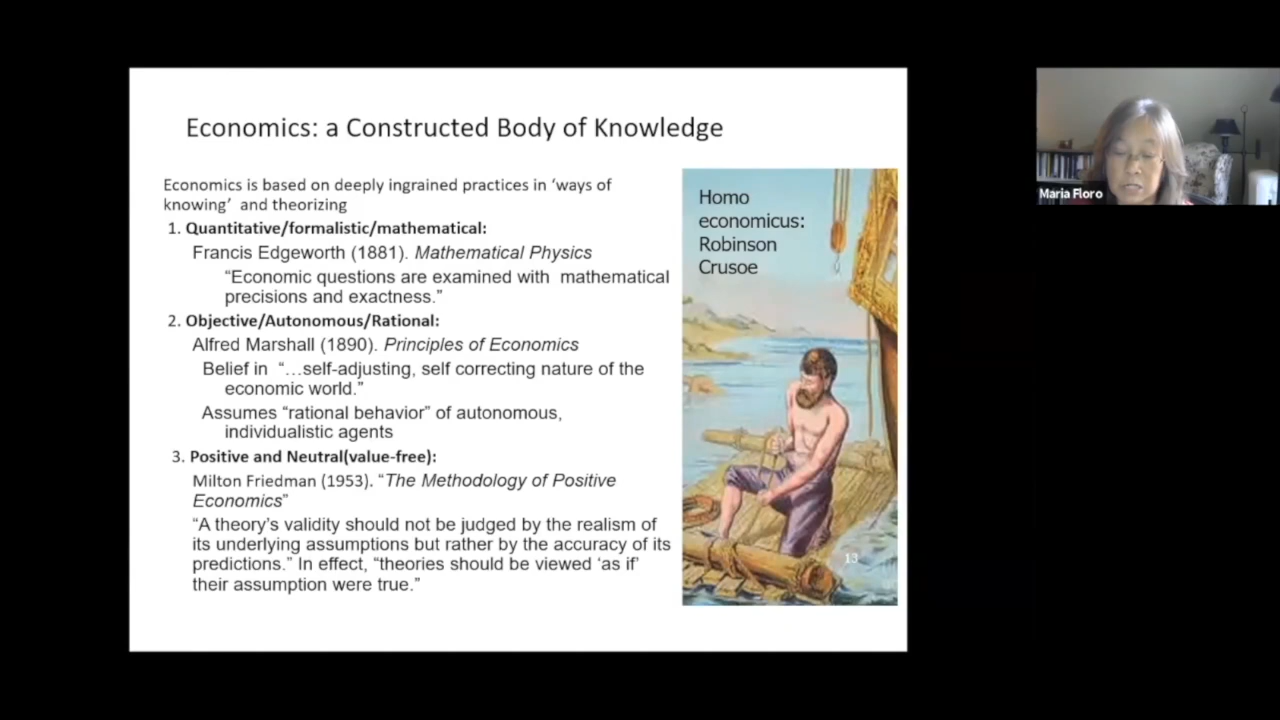 Economics: a Constructed Body of Knowledge
Economics is based on deeply ingrained practices in ‘ways of
knowing’ and theorizing
1. Quantitative/formalistic/mathematical:
Francis Edgeworth (1881). Mathematical Physics
“Economic questions are examined with mathematical
precisions and exactness.”
2. Objective/Autonomous/Rational:
Alfred Marshall (1890). Principles of Economics
Belief in “…self-adjusting, self correcting nature of the
economic world.”
Assumes “rational behavior” of autonomous,
individualistic agents
3. Positive and Neutral(value-free):
Milton Friedman (1953). “The Methodology of Positive
Economics”
“A theory’s validity should not be judged by the realism of
its underlying assumptions but rather by the accuracy of its
predictions.” In effect, “theories should be viewed ‘as if’
their assumption were true.”
Homo
economicus:
Robinson
Crusoe
13
Maria Floro